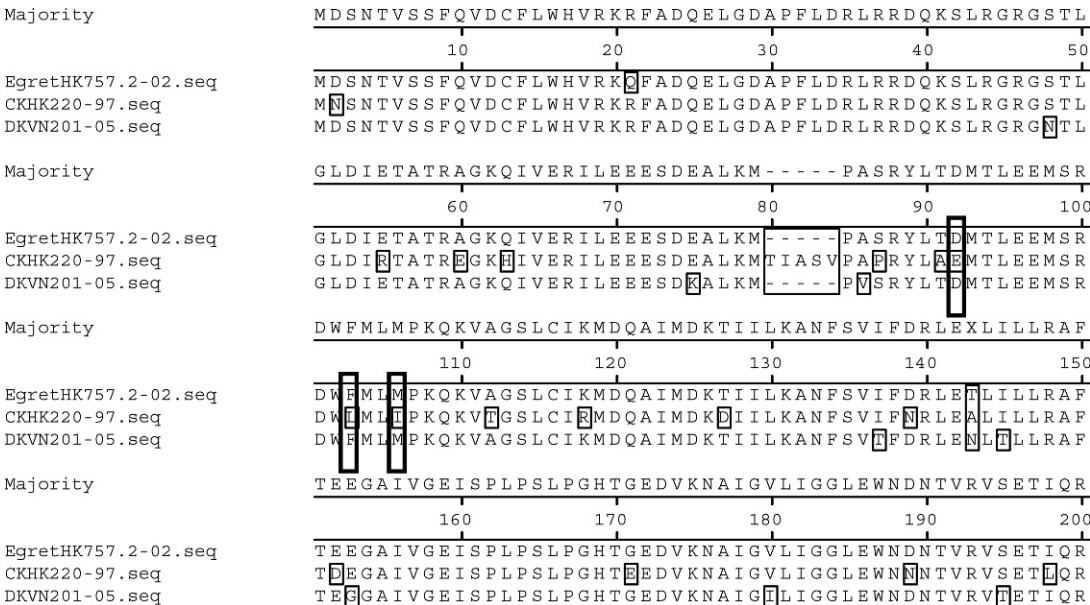 Majority MDSNTVSSFQVDCFLWHVRKRFADQELGDAPFLDRLRRDQKSLRGRGSTL
10 20 30 40 50
EgretHK757.2-02.seq MDSNTVSSFQVDCFLWHVRKQFADQELGDAPFLDRLRRDQKSLRGRGSTL
CKHK220-97.seq MNSNTVSSFQVDCFLWHVRKRFADQELGDAPFLDRLRRDQKSLRGRGSTL
DKVN201-05.seq MDSNTVSSFQVDCFLWHVRKRFADQELGDAPFLDRLRRDQKSLRGRGNTL
Majority GLDIETATRAGKQIVERILEEESDEALKM-----PASRYLTDMTLEEMSR
60 70 80 90 100
EgretHK757.2-02.seq GLDIETATRAGKQIVERILEEESDEALKM-----PASRYLTDMTLEEMSR
CKHK220-97.seq GLDIRTATREGKHIVERILEEESDEALKMTIASVPAPRYLAEMTLEEMSR
DKVN201-05.seq GLDIETATRAGKQIVERILEEESDKALKM-----PVSRYLTDMTLEEMSR
Majority DWFMLMPKQKVAGSLCIKMDQAIMDKTIILKANFSVIFDRLEXLILLRAF
110 120 130 140 150
EgretHK757.2-02.seq DWFMLMPKQKVAGSLCIKMDQAIMDKTIILKANFSVIFDRLETLILLRAF
CKHK220-97.seq DWLMLIPKQKVTGSLCIRMDQAIMDKDIILKANFSVIFNRLEALILLRAF
DKVN201-05.seq DWFMLMPKQKVAGSLCIKMDQAIMDKTIILKANFSVTFDRLENLTLLRAF
Majority TEEGAIVGEISPLPSLPGHTGEDVKNAIGVLIGGLEWNDNTVRVSETIQR
160 170 180 190 200
EgretHK757.2-02.seq TEEGAIVGEISPLPSLPGHTGEDVKNAIGVLIGGLEWNDNTVRVSETIQR
CKHK220-97.seq TDEGAIVGEISPLPSLPGHTEEDVKNAIGVLIGGLEWNNNTVRVSETLQR
DKVN201-05.seq TEGGAIVGEISPLPSLPGHTGEDVKNAIGILIGGLEWNDNTVRVTETIQR